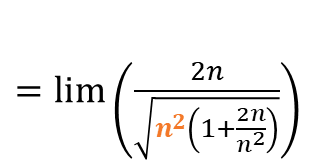 = lim (2n / √(n²(1+2n/n²)))